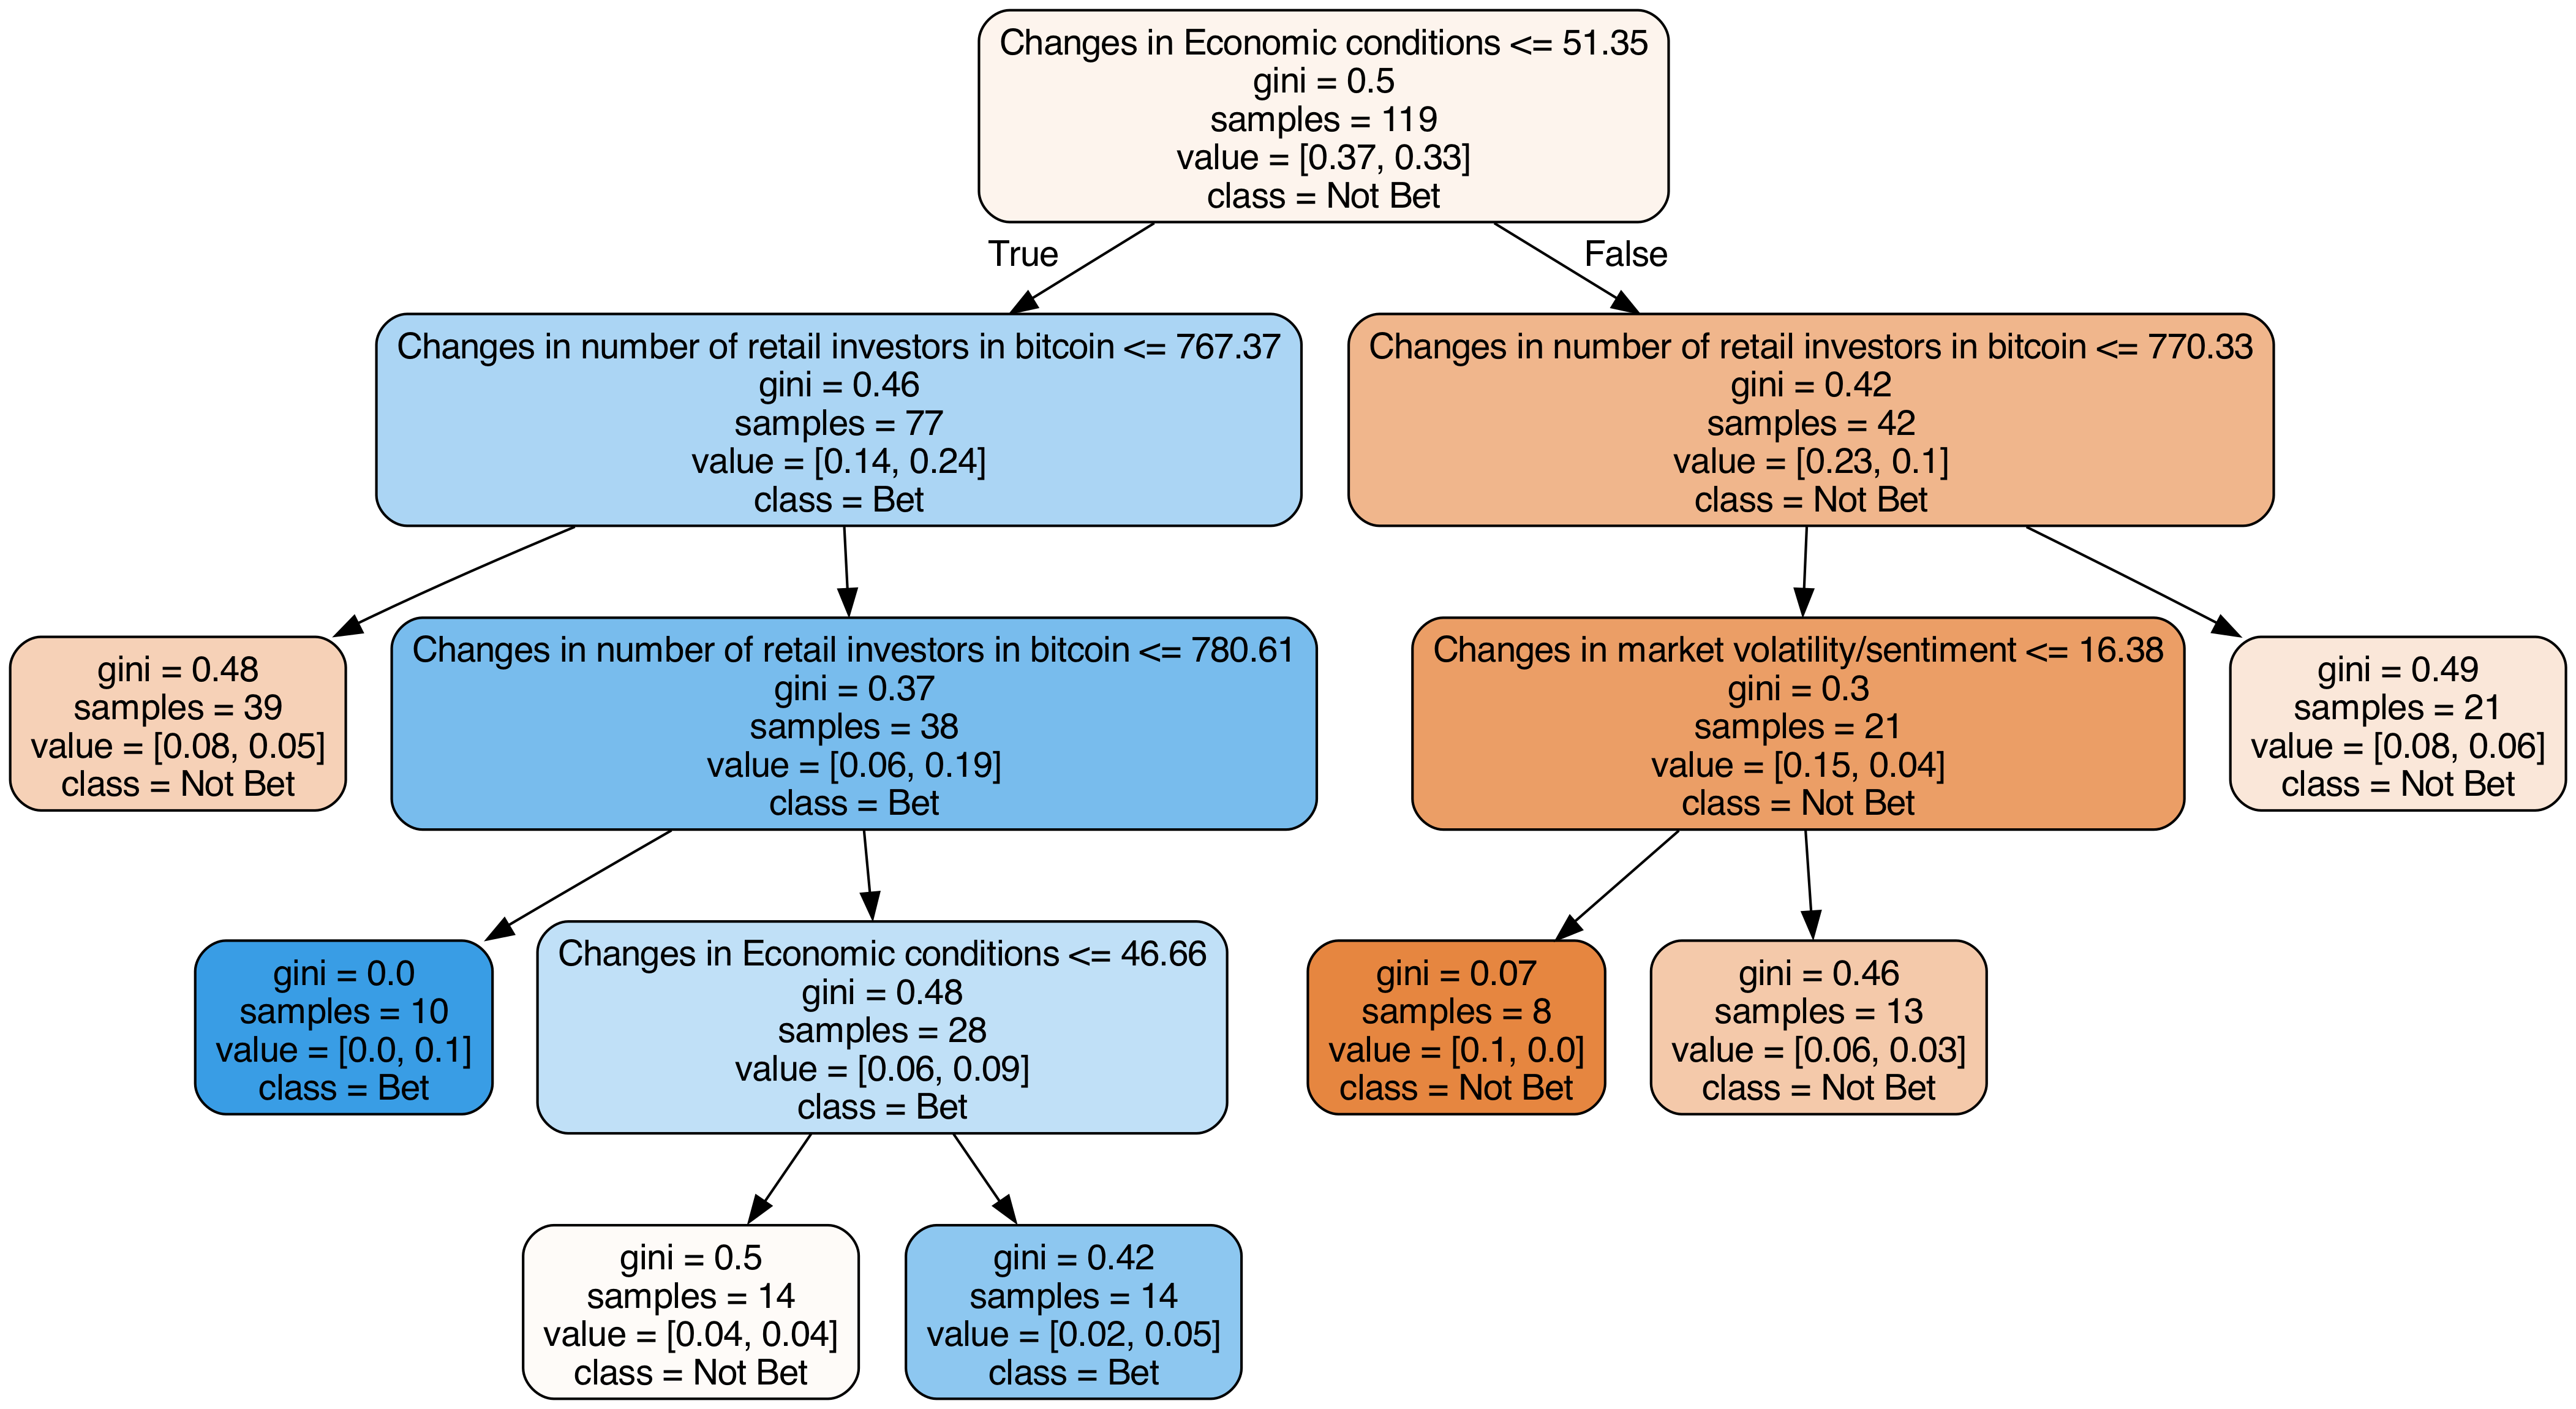 Changes in Economic conditions <= 51.35
gini = 0.5
samples = 119
value = [0.37, 0.33]
class = Not Bet
True
False
Changes in number of retail investors in bitcoin <= 767.37
gini = 0.46
samples = 77
value = [0.14, 0.24]
class = Bet
Changes in number of retail investors in bitcoin <= 770.33
gini = 0.42
samples = 42
value = [0.23, 0.1]
class = Not Bet
gini = 0.48
samples = 39
value = [0.08, 0.05]
class = Not Bet
Changes in number of retail investors in bitcoin <= 780.61
gini = 0.37
samples = 38
value = [0.06, 0.19]
class = Bet
Changes in market volatility/sentiment <= 16.38
gini = 0.3
samples = 21
value = [0.15, 0.04]
class = Not Bet
gini = 0.49
samples = 21
value = [0.08, 0.06]
class = Not Bet
gini = 0.0
samples = 10
value = [0.0, 0.1]
class = Bet
Changes in Economic conditions <= 46.66
gini = 0.48
samples = 28
value = [0.06, 0.09]
class = Bet
gini = 0.07
samples = 8
value = [0.1, 0.0]
class = Not Bet
gini = 0.46
samples = 13
value = [0.06, 0.03]
class = Not Bet
gini = 0.5
samples = 14
value = [0.04, 0.04]
class = Not Bet
gini = 0.42
samples = 14
value = [0.02, 0.05]
class = Bet